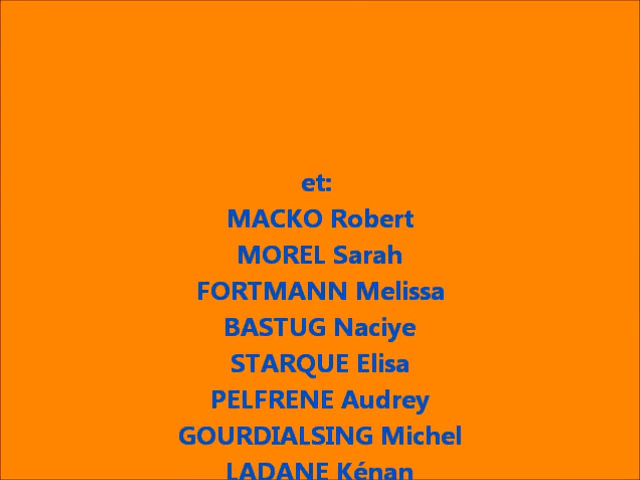 et:
MACKO Robert
MOREL Sarah
FORTMANN Melissa
BASTUG Naciye
STARQUE Elisa
PELFRENE Audrey
GOURDIALSING Michel
LADANE Kénan